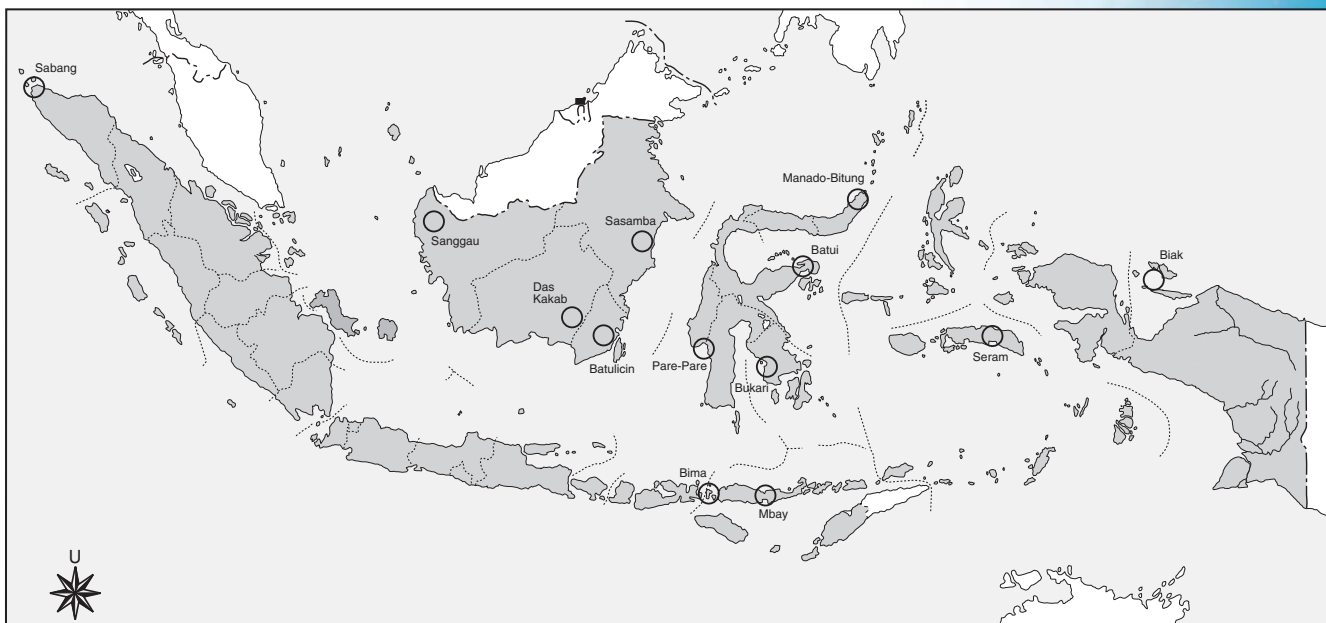 Sabang
Manado-Bitung
Sanggau
Sasamba
Batui
Biak
Das
Kakab
Batulicin
Pare-Pare
Bukari
Seram
Bima
Mbay
U